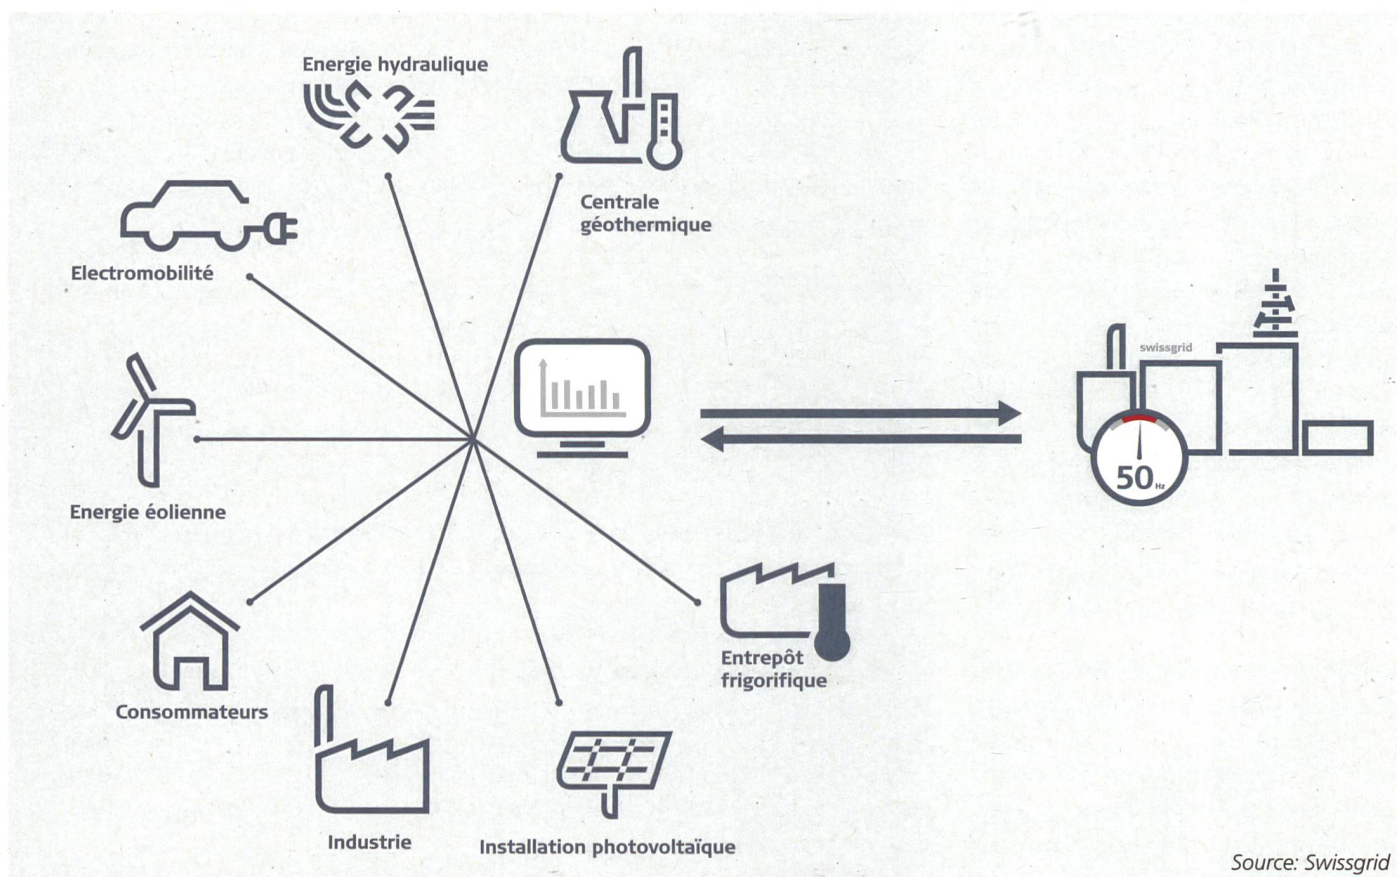 Energie hydraulique
Centrale
géothermique
Electromobilité
swissgrid
50 Hz
Energie éolienne
Entrepôt
frigorifique
Consommateurs
Industrie
Installation photovoltaïque
Source: Swissgrid